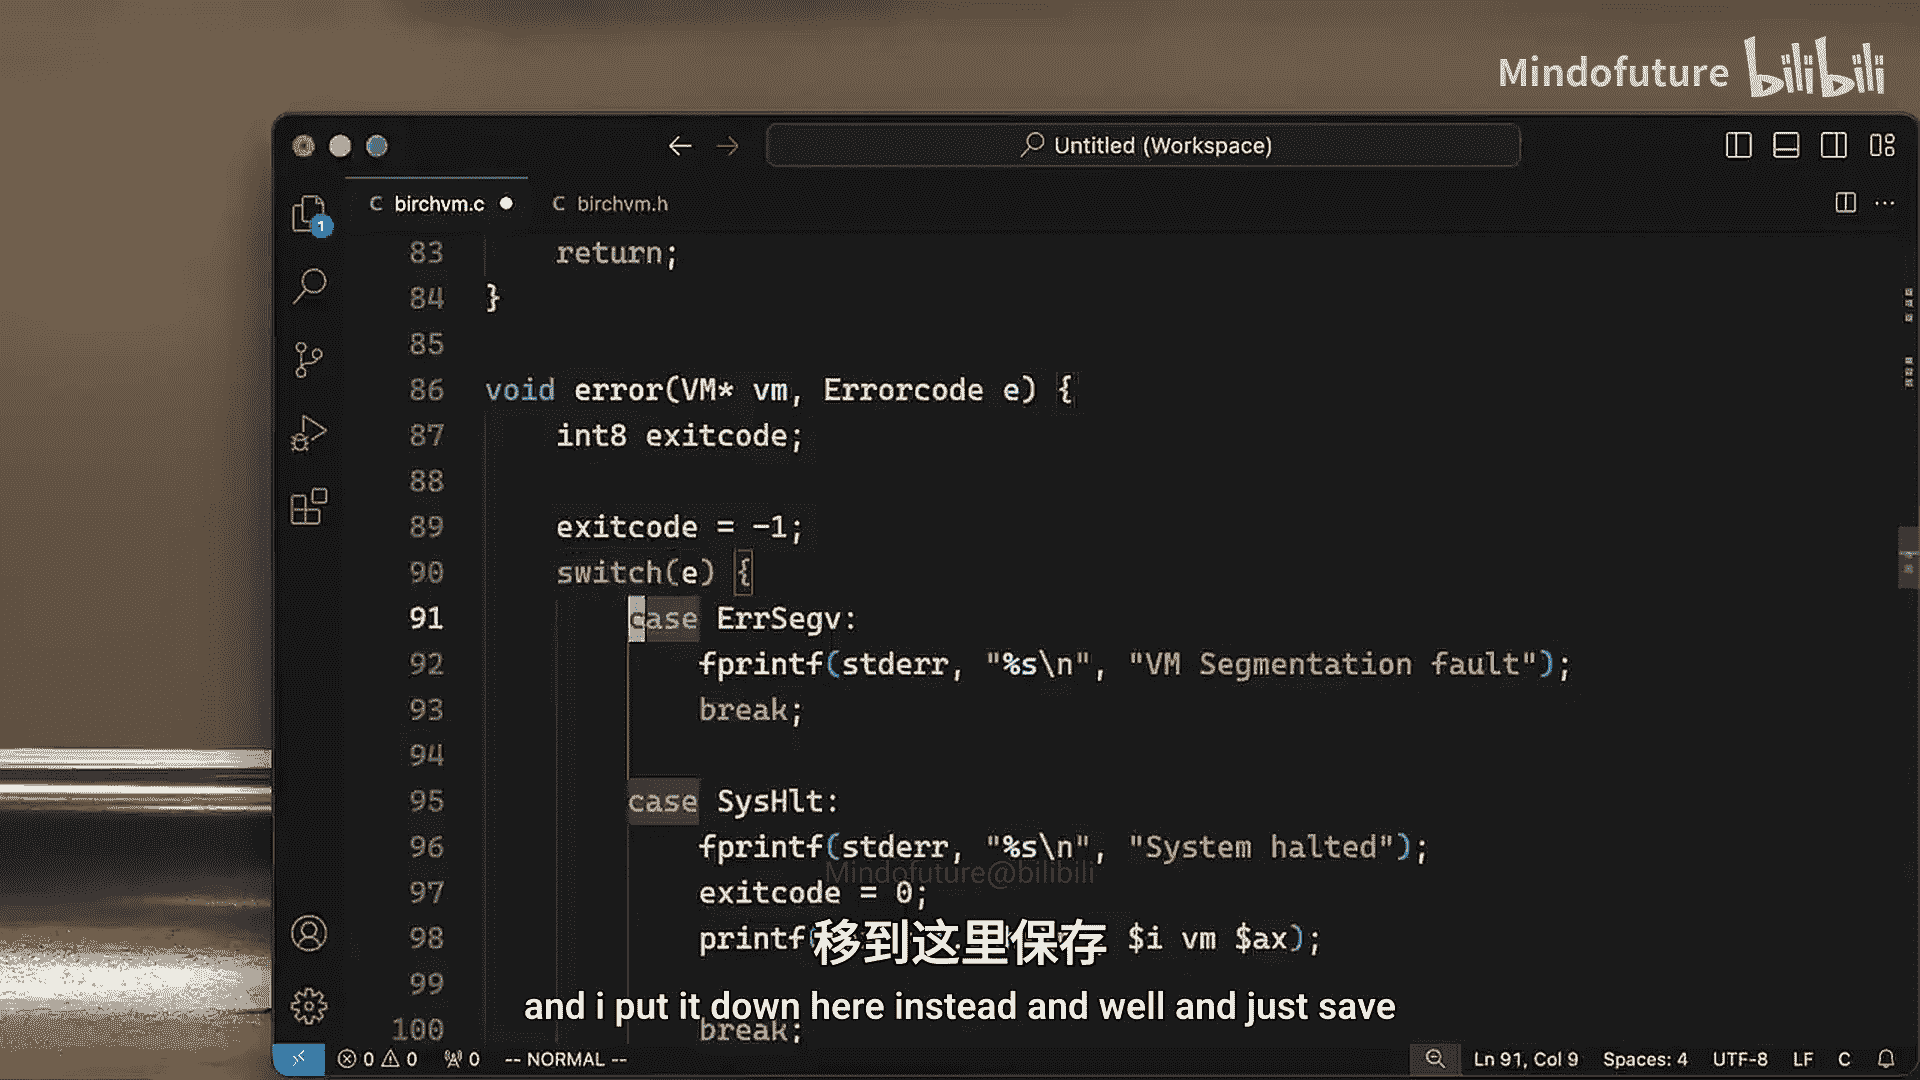 Mindofuture bilibili
Untitled (Workspace)
C birchvm.c C birchvm.h
1
83 return;
84 }
85
86 void error(VM* vm, Errorcode e) {
87 int8 exitcode;
88
89 exitcode = -1;
90 switch(e) {
91 case ErrSegv:
92 fprintf(stderr, "%s\n", "VM Segmentation fault");
93 break;
94
95 case SysHlt:
96 fprintf(stderr, "%s\n", "System halted");
Mindofuture@bilibili
97 exitcode = 0;
98 printf $i vm $ax);
移到这里保存
99
and i put it down here instead and well and just save
100 break;
0 0 0 -- NORMAL -- Ln 91, Col 9 Spaces: 4 UTF-8 LF C